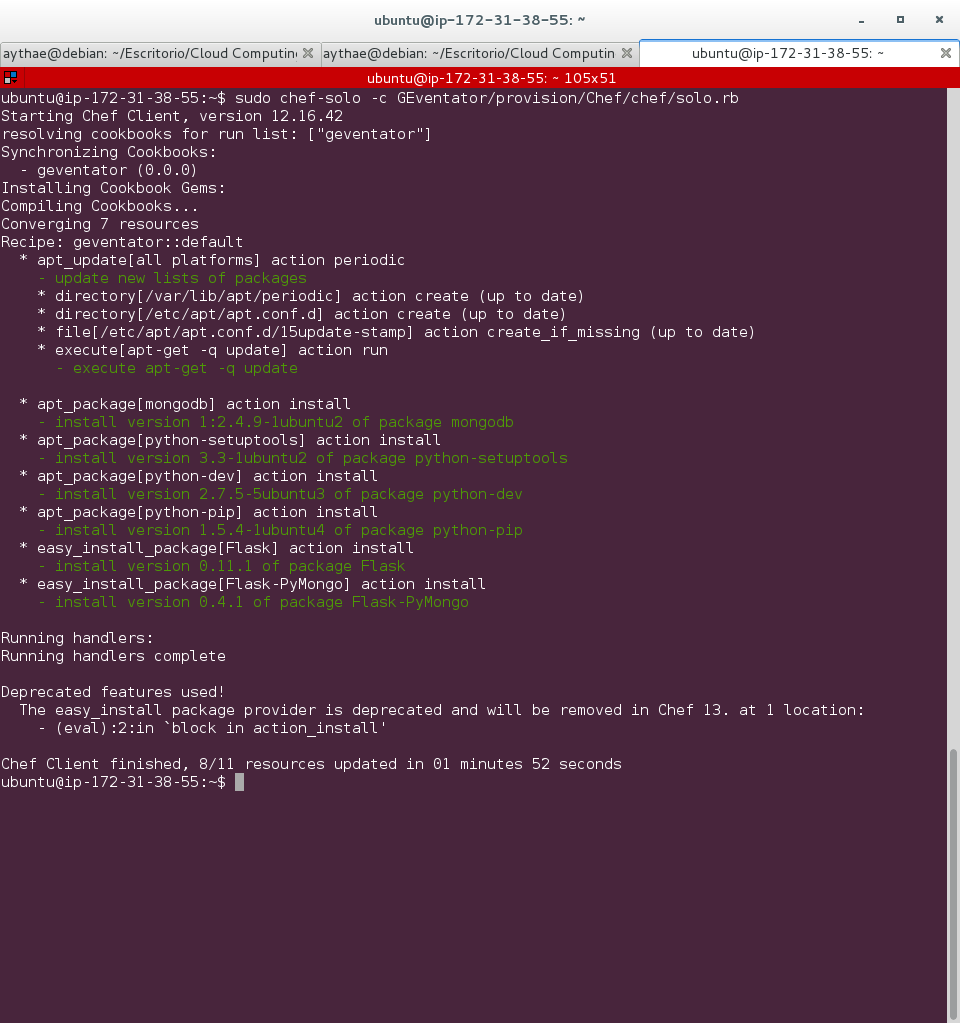 ubuntu@ip-172-31-38-55: ~
aythae@debian: ~/Escritorio/Cloud Computin
aythae@debian: ~/Escritorio/Cloud Computin
ubuntu@ip-172-31-38-55: ~
ubuntu@ip-172-31-38-55: ~ 105x51
ubuntu@ip-172-31-38-55:~$ sudo chef-solo -c GEventator/provision/Chef/chef/solo.rb
Starting Chef Client, version 12.16.42
resolving cookbooks for run list: ["geventator"]
Synchronizing Cookbooks:
  - geventator (0.0.0)
Installing Cookbook Gems:
Compiling Cookbooks...
Converging 7 resources
Recipe: geventator::default
  * apt_update[all platforms] action periodic
    - update new lists of packages
    * directory[/var/lib/apt/periodic] action create (up to date)
    * directory[/etc/apt/apt.conf.d] action create (up to date)
    * file[/etc/apt/apt.conf.d/15update-stamp] action create_if_missing (up to date)
    * execute[apt-get -q update] action run
      - execute apt-get -q update
  * apt_package[mongodb] action install
    - install version 1:2.4.9-1ubuntu2 of package mongodb
  * apt_package[python-setuptools] action install
    - install version 3.3-1ubuntu2 of package python-setuptools
  * apt_package[python-dev] action install
    - install version 2.7.5-5ubuntu3 of package python-dev
  * apt_package[python-pip] action install
    - install version 1.5.4-1ubuntu4 of package python-pip
  * easy_install_package[Flask] action install
    - install version 0.11.1 of package Flask
  * easy_install_package[Flask-PyMongo] action install
    - install version 0.4.1 of package Flask-PyMongo
Running handlers:
Running handlers complete
Deprecated features used!
  The easy_install package provider is deprecated and will be removed in Chef 13. at 1 location:
    - (eval):2:in `block in action_install'
Chef Client finished, 8/11 resources updated in 01 minutes 52 seconds
ubuntu@ip-172-31-38-55:~$